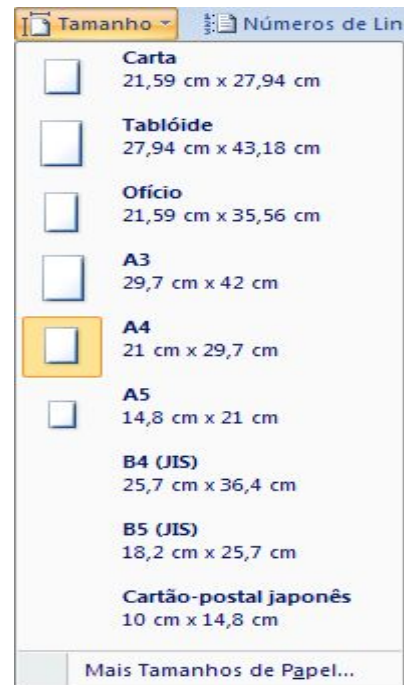 Tamanho Números de Lin
Carta
21,59 cm x 27,94 cm
Tablóide
27,94 cm x 43,18 cm
Ofício
21,59 cm x 35,56 cm
A3
29,7 cm x 42 cm
A4
21 cm x 29,7 cm
A5
14,8 cm x 21 cm
B4 (JIS)
25,7 cm x 36,4 cm
B5 (JIS)
18,2 cm x 25,7 cm
Cartão-postal japonês
10 cm x 14,8 cm
Mais Tamanhos de Papel...